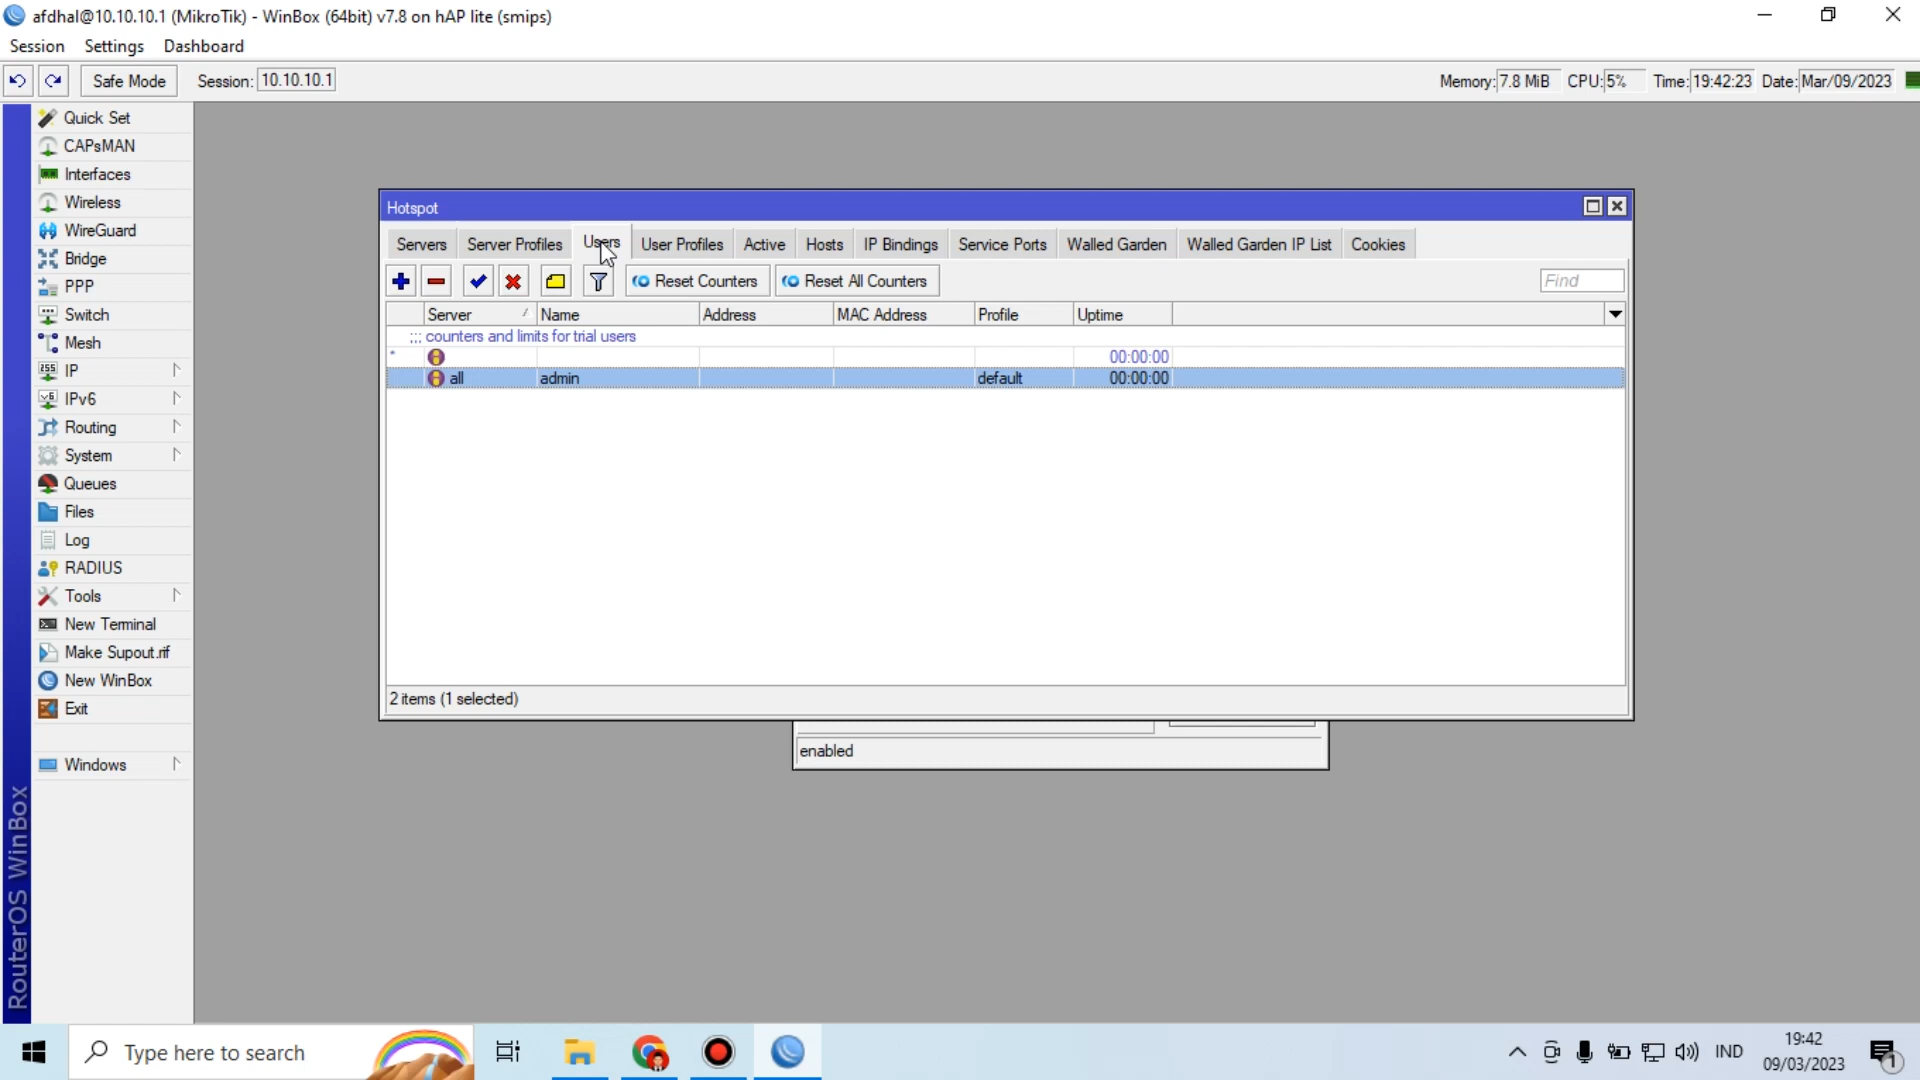 afdhal@10.10.10.1 (MikroTik) - WinBox (64bit) v7.8 on hAP lite (smips)
Session Settings Dashboard
Safe Mode Session: 10.10.10.1 Memory: 7.8 MiB CPU: 5% Time: 19:42:23 Date: Mar/09/2023
Quick Set
CAPsMAN
Interfaces
Wireless
WireGuard
Bridge
PPP
Switch
Mesh
IP
IPv6
Routing
System
Queues
Files
Log
RADIUS
Tools
New Terminal
Make Supout.rif
New WinBox
Exit
Windows
RouterOS WinBox
Hotspot
Servers Server Profiles Users User Profiles Active Hosts IP Bindings Service Ports Walled Garden Walled Garden IP List Cookies
Reset Counters Reset All Counters Find
Server Name Address MAC Address Profile Uptime
;;; counters and limits for trial users
* 00:00:00
all admin default 00:00:00
2 items (1 selected)
enabled
Type here to search
IND
19:42
09/03/2023
1